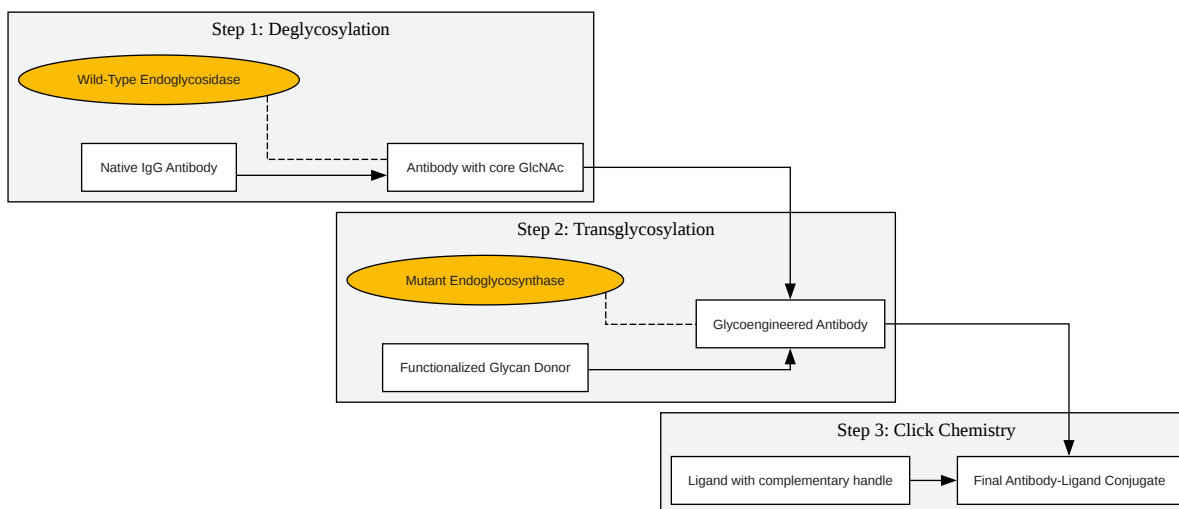 Step 1: Deglycosylation
Wild-Type Endoglycosidase
Native IgG Antibody
Antibody with core GlcNAc
Step 2: Transglycosylation
Mutant Endoglycosynthase
Glycoengineered Antibody
Functionalized Glycan Donor
Step 3: Click Chemistry
Ligand with complementary handle
Final Antibody-Ligand Conjugate